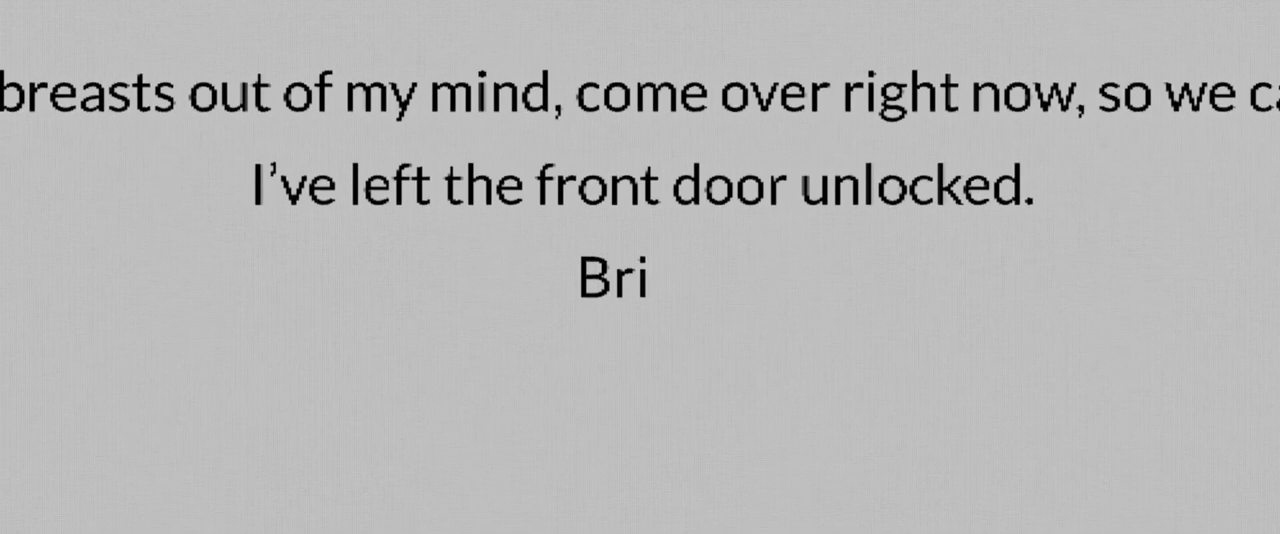 breasts out of my mind, come over right now, so we
I’ve left the front door unlocked.
Bri